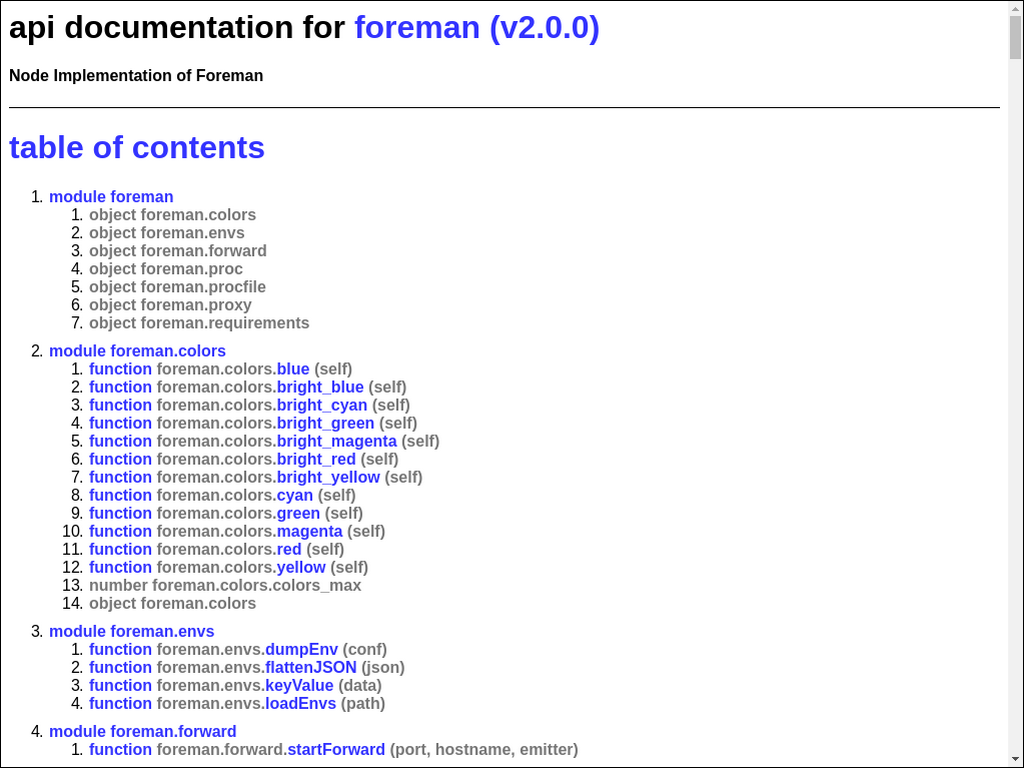 api documentation for foreman (v2.0.0)
Node Implementation of Foreman
table of contents
1. module foreman
1. object foreman.colors
2. object foreman.envs
3. object foreman.forward
4. object foreman.proc
5. object foreman.procfile
6. object foreman.proxy
7. object foreman.requirements
2. module foreman.colors
1. function foreman.colors.blue (self)
2. function foreman.colors.bright_blue (self)
3. function foreman.colors.bright_cyan (self)
4. function foreman.colors.bright_green (self)
5. function foreman.colors.bright_magenta (self)
6. function foreman.colors.bright_red (self)
7. function foreman.colors.bright_yellow (self)
8. function foreman.colors.cyan (self)
9. function foreman.colors.green (self)
10. function foreman.colors.magenta (self)
11. function foreman.colors.red (self)
12. function foreman.colors.yellow (self)
13. number foreman.colors.colors_max
14. object foreman.colors
3. module foreman.envs
1. function foreman.envs.dumpEnv (conf)
2. function foreman.envs.flattenJSON (json)
3. function foreman.envs.keyValue (data)
4. function foreman.envs.loadEnvs (path)
4. module foreman.forward
1. function foreman.forward.startForward (port, hostname, emitter)